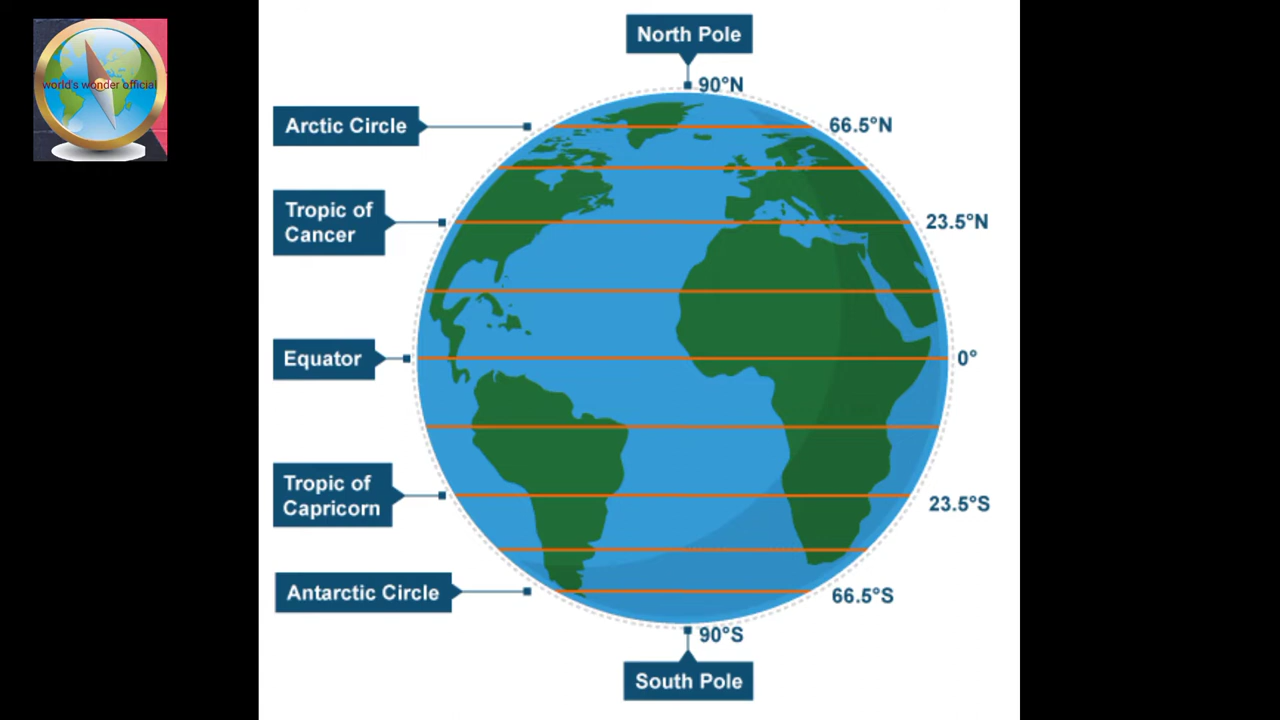 world's wonder official
North Pole
90°N
Arctic Circle
66.5°N
Tropic of
Cancer
23.5°N
Equator
0°
Tropic of
Capricorn
23.5°S
Antarctic Circle
66.5°S
90°S
South Pole